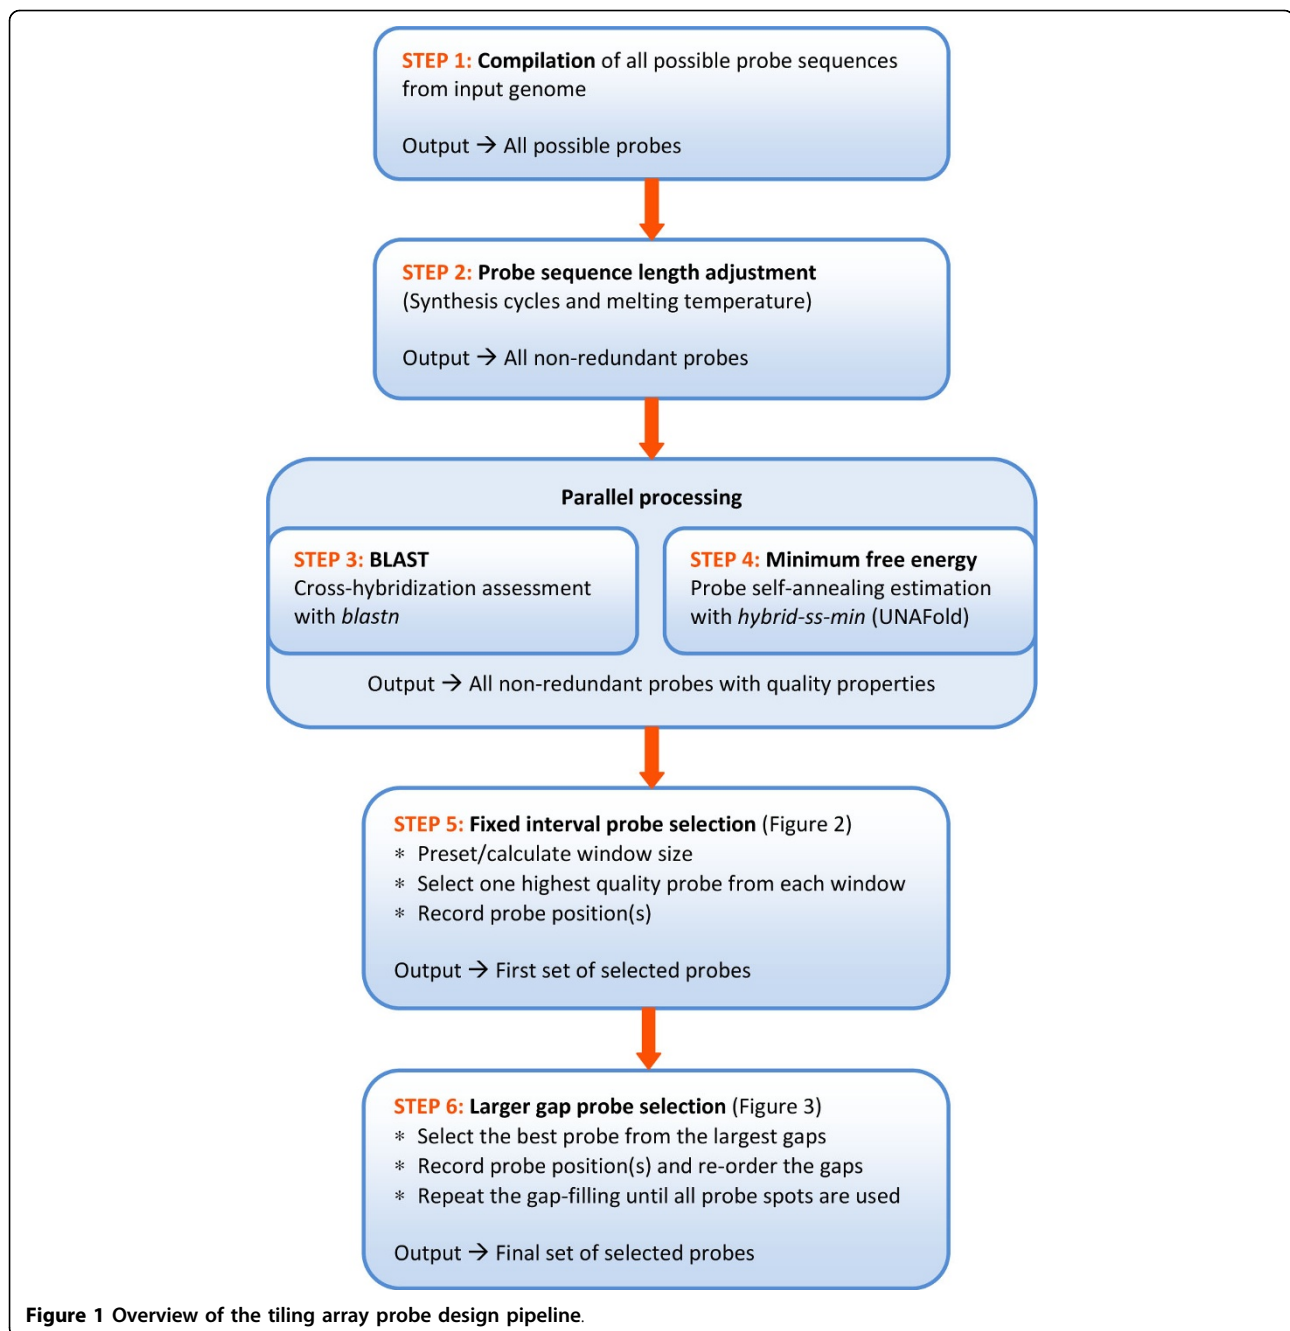 STEP 1: Compilation of all possible probe sequences
from input genome
Output → All possible probes
STEP 2: Probe sequence length adjustment
(Synthesis cycles and melting temperature)
Output → All non-redundant probes
Parallel processing
STEP 3: BLAST
Cross-hybridization assessment
with blastn
STEP 4: Minimum free energy
Probe self-annealing estimation
with hybrid-ss-min (UNAFold)
Output → All non-redundant probes with quality properties
STEP 5: Fixed interval probe selection (Figure 2)
* Preset/calculate window size
* Select one highest quality probe from each window
* Record probe position(s)
Output → First set of selected probes
STEP 6: Larger gap probe selection (Figure 3)
* Select the best probe from the largest gaps
* Record probe position(s) and re-order the gaps
* Repeat the gap-filling until all probe spots are used
Output → Final set of selected probes
Figure 1 Overview of the tiling array probe design pipeline.